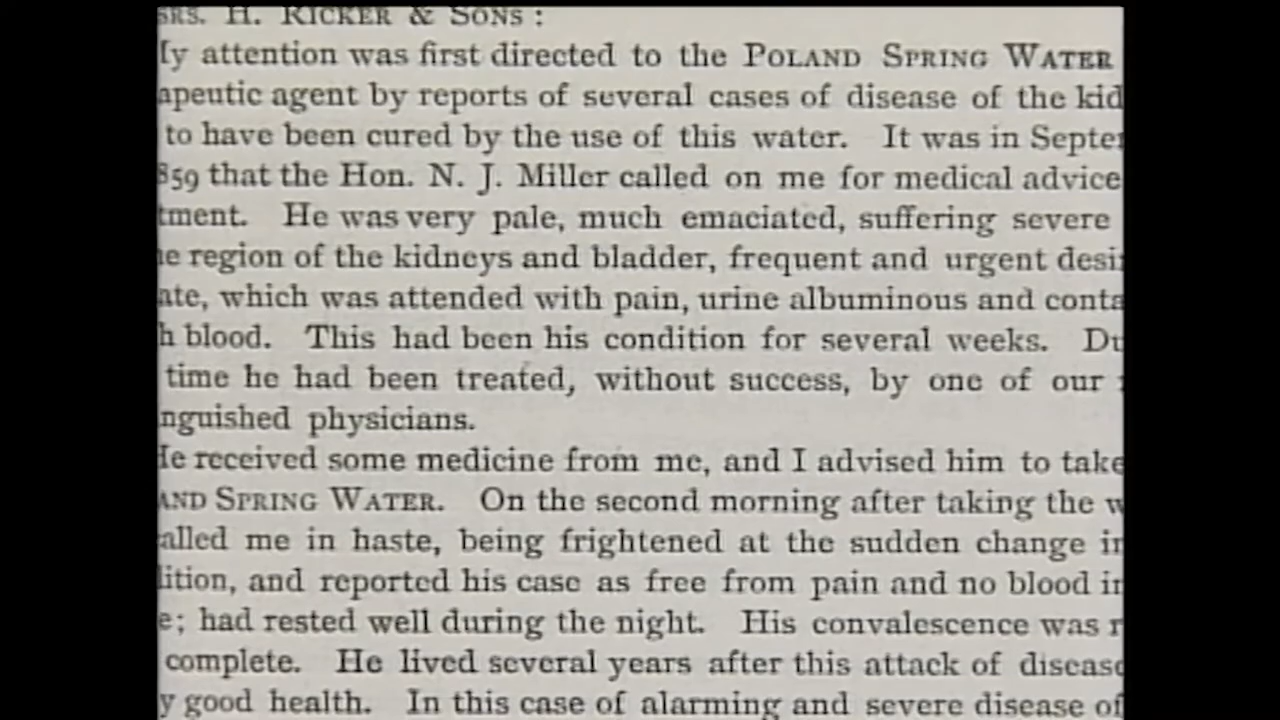 SRS. H. RICKER & SONS :
My attention was first directed to the POLAND SPRING WATER
apeutic agent by reports of several cases of disease of the kid
to have been cured by the use of this water. It was in Septe
859 that the Hon. N. J. Miller called on me for medical advice
tment. He was very pale, much emaciated, suffering severe
e region of the kidneys and bladder, frequent and urgent desi
ate, which was attended with pain, urine albuminous and conta
h blood. This had been his condition for several weeks. Du
time he had been treated, without success, by one of our
nguished physicians.
He received some medicine from me, and I advised him to take
AND SPRING WATER. On the second morning after taking the w
alled me in haste, being frightened at the sudden change in
lition, and reported his case as free from pain and no blood in
e; had rested well during the night. His convalescence was r
complete. He lived several years after this attack of disease
y good health. In this case of alarming and severe disease of